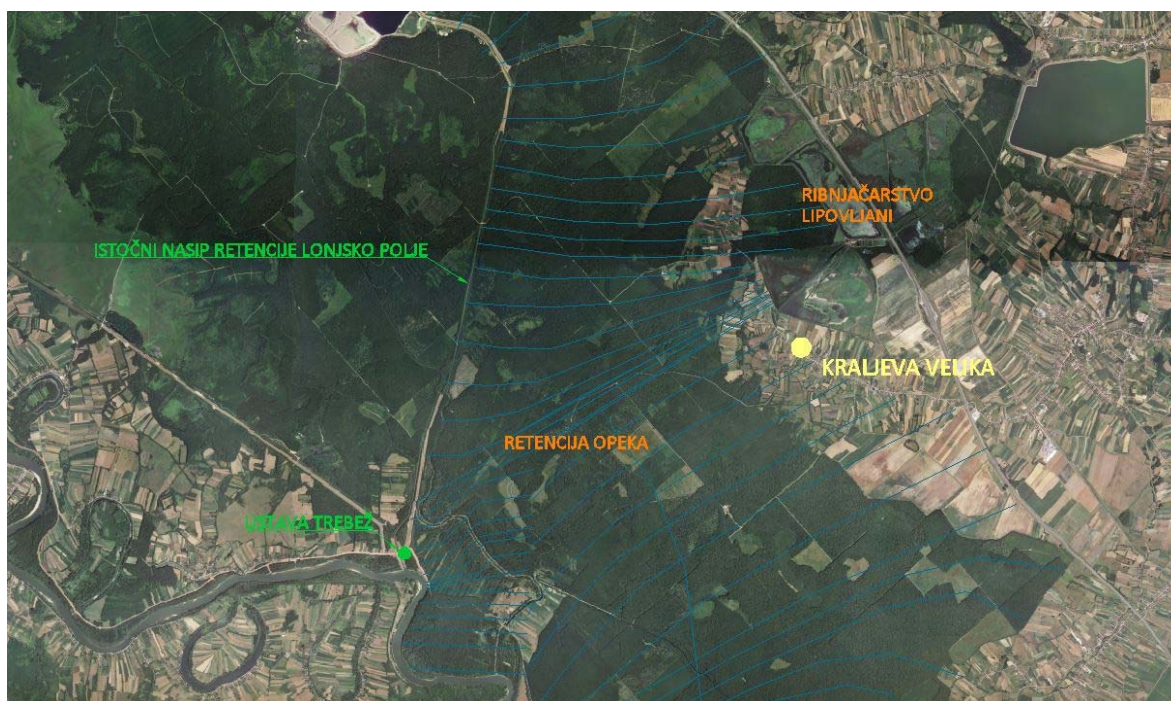 RIBNJAČARSTVO
LIPOVLJANI
ISTOČNI NASIP RETENCIJE LONJSKO POLJE
KRALJEVA VELIKA
RETENCIJA OPEKA
USTAVA TREBEŽ